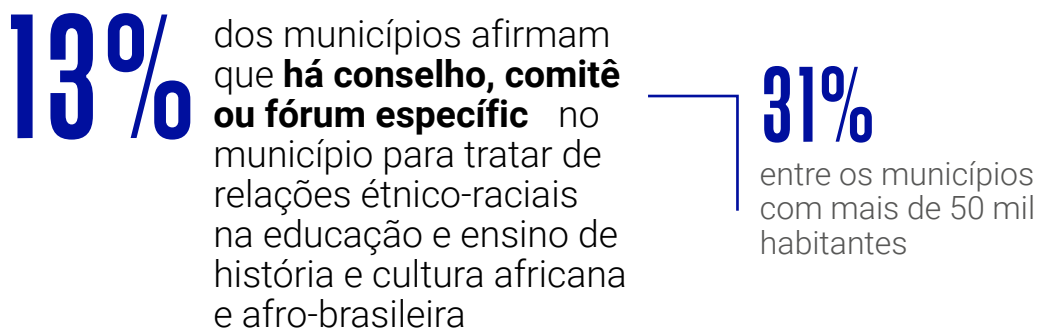 13%
dos municípios afirmam
que há conselho, comitê
ou fórum específic no
município para tratar de
relações étnico-raciais
na educação e ensino de
história e cultura africana
e afro-brasileira
31%
entre os municípios
com mais de 50 mil
habitantes